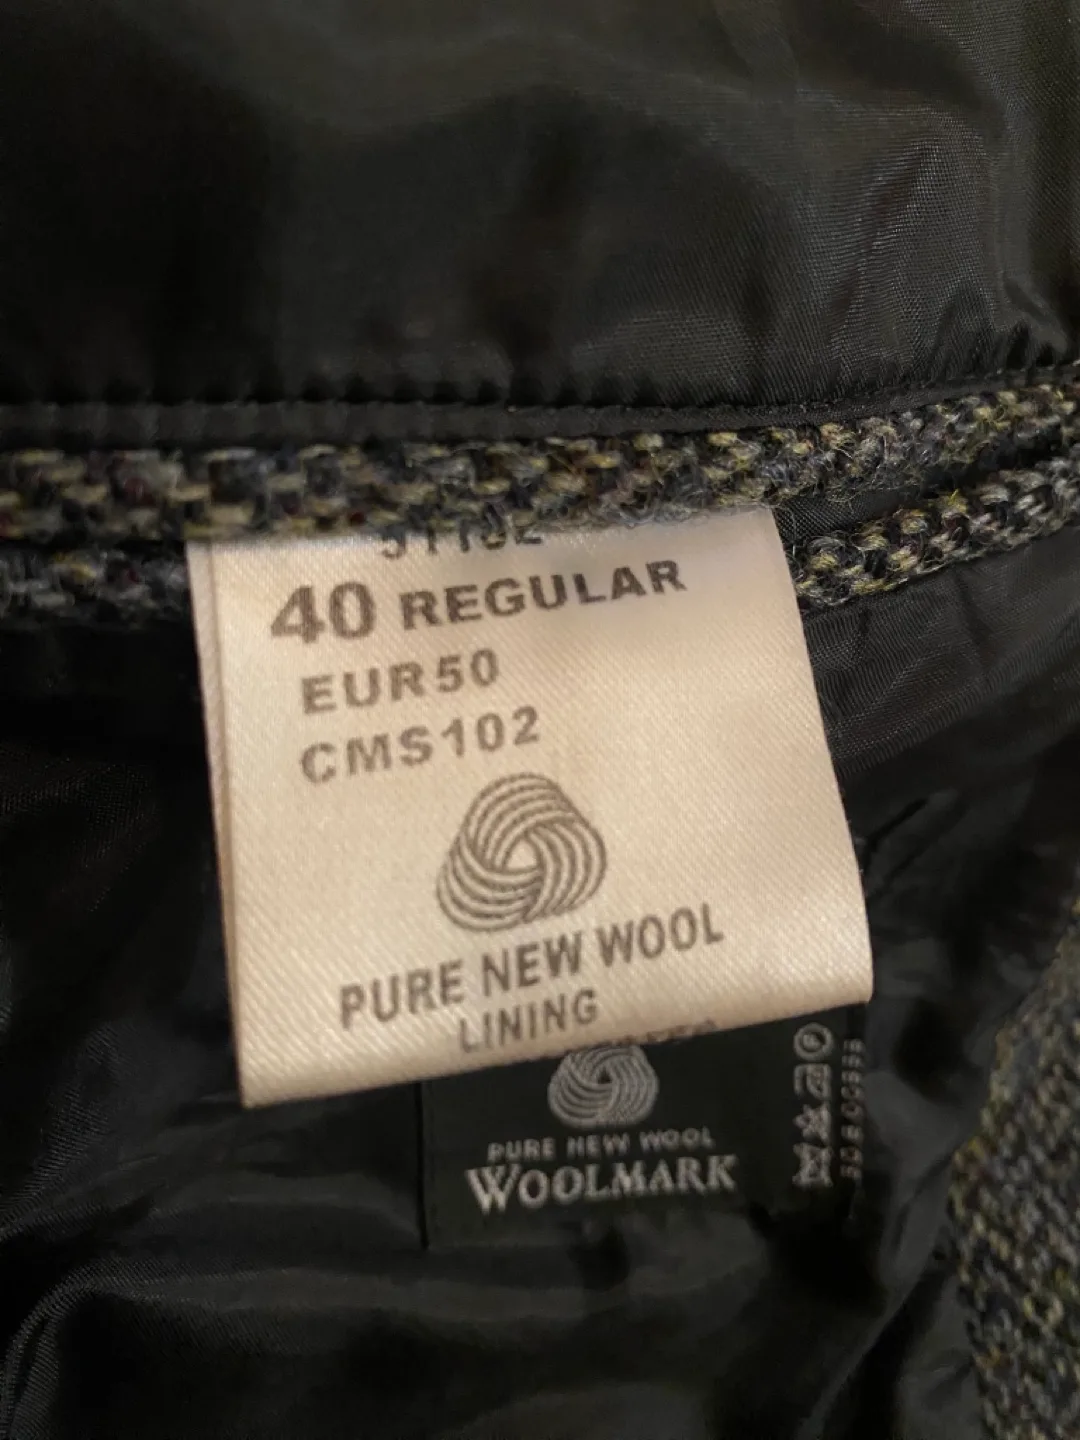 40 REGULAR
EUR50
CMS102
PURE NEW WOOL
LINING
PURE NEW WOOL
WOOLMARK